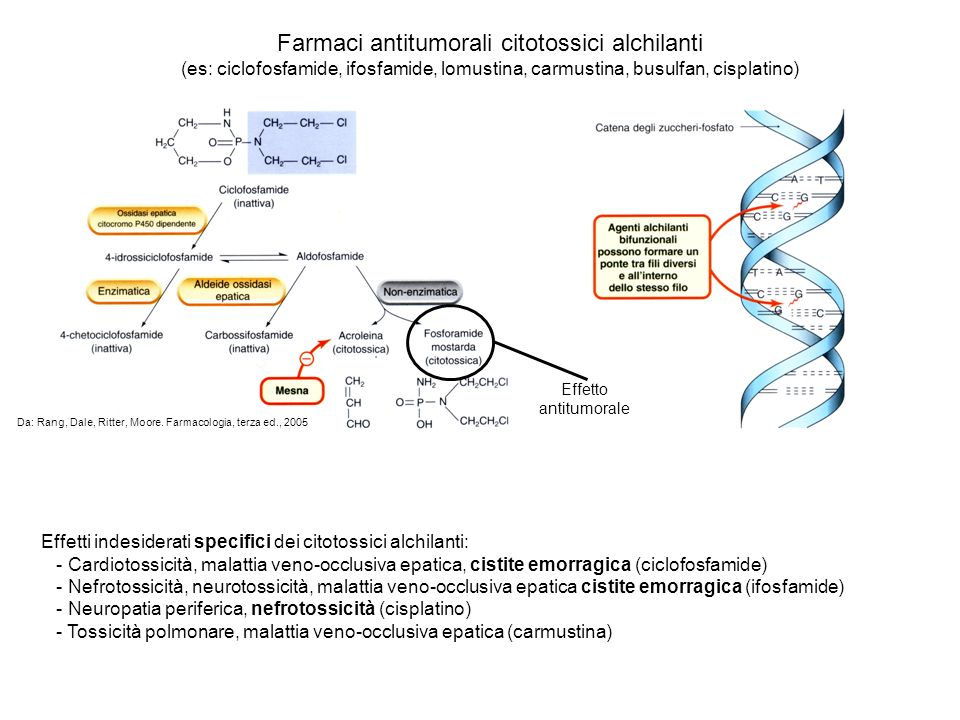 Farmaci antitumorali citotossici alchilanti
(es: ciclofosfamide, ifosfamide, lomustina, carmustina, busulfan, cisplatino)
H
CH₂ N CH₂ CH₂ Cl
H₂C O=P N
CH₂ O CH₂ CH₂ Cl
Ciclofosfamide
(inattiva)
Ossidasi epatica
citocromo P450 dipendente
4-idrossiciclofosfamide
Aldofosfamide
Enzimatica
Aldeide ossidasi
epatica
Non-enzimatica
4-chetociclofosfamide
(inattiva)
Carbossifosfamide
(inattiva)
Acroleina
(citotossica)
Fosforamide
mostarda
(citotossica)
Mesna
CH₂
CH
CHO
NH₂ CH₂CH₂Cl
O=P N
OH CH₂CH₂Cl
Effetto
antitumorale
Catena degli zuccheri-fosfato
Agenti alchilanti
bifunzionali
possono formare un
ponte tra fili diversi
e all'interno
dello stesso filo
A T
C G
C G
T A
C G
G C
Da: Rang, Dale, Ritter, Moore. Farmacologia, terza ed., 2005
Effetti indesiderati specifici dei citotossici alchilanti:
- Cardiotossicità, malattia veno-occlusiva epatica, cistite emorragica (ciclofosfamide)
- Nefrotossicità, neurotossicità, malattia veno-occlusiva epatica cistite emorragica (ifosfamide)
- Neuropatia periferica, nefrotossicità (cisplatino)
- Tossicità polmonare, malattia veno-occlusiva epatica (carmustina)